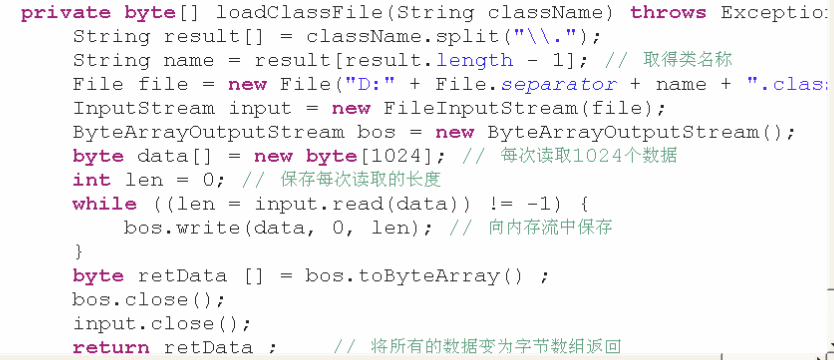 private byte[] loadClassFile(String className) throws Exceptio
String result[] = className.split("\\.");
String name = result[result.length - 1]; // 取得类名称
File file = new File("D:" + File.separator + name + ".clas
InputStream input = new FileInputStream(file);
ByteArrayOutputStream bos = new ByteArrayOutputStream();
byte data[] = new byte[1024]; // 每次读取1024个数据
int len = 0; // 保存每次读取的长度
while ((len = input.read(data)) != -1) {
bos.write(data, 0, len); // 向内存流中保存
}
byte retData [] = bos.toByteArray() ;
bos.close();
input.close();
return retData ; // 将所有的数据变为字节数组返回